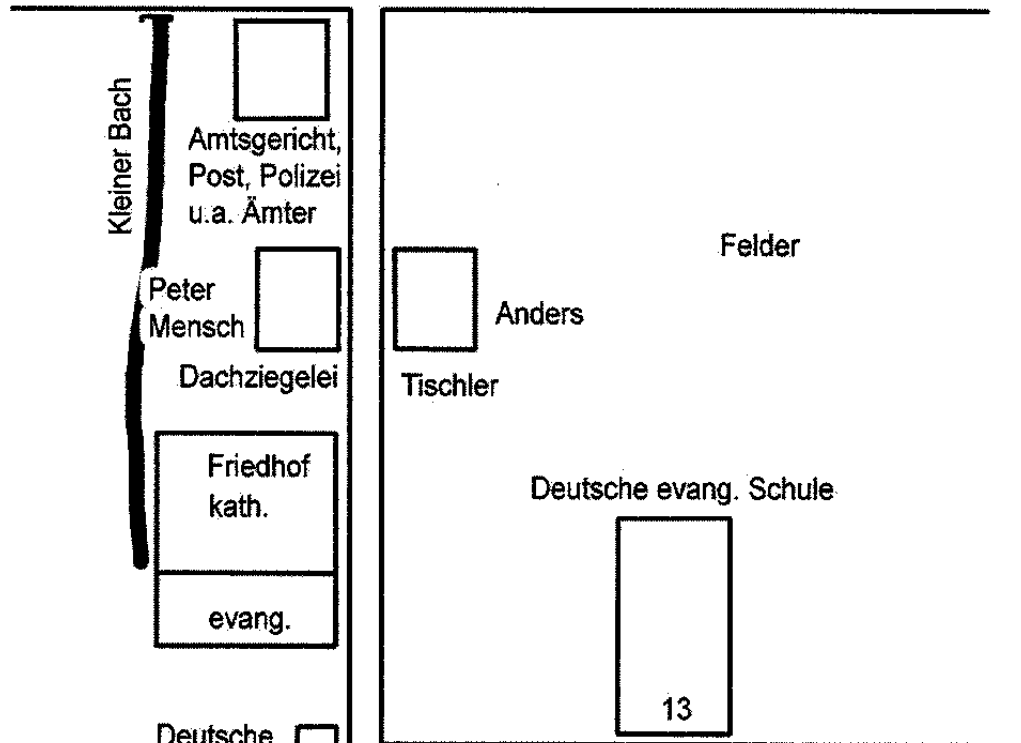 Kleiner Bach
Amtsgericht,
Post, Polizei
u.a. Ämter
Felder
Peter
Mensch
Anders
Dachziegelei
Tischler
Friedhof
kath.
Deutsche evang. Schule
evang.
13
Deutsche